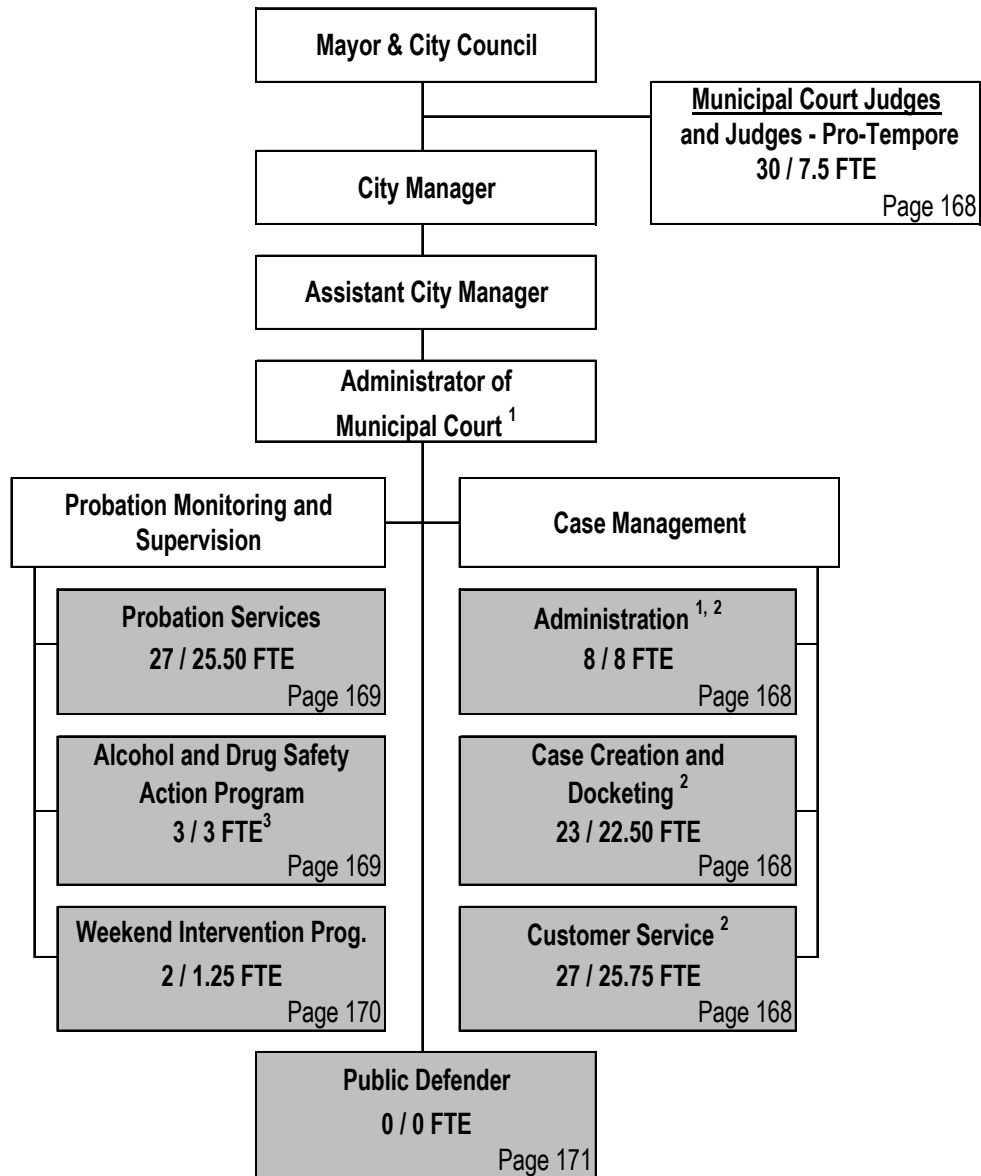 Mayor & City Council
Municipal Court Judges
and Judges - Pro-Tempore
30 / 7.5 FTE
Page 168
City Manager
Assistant City Manager
Administrator of
Municipal Court 1
Probation Monitoring and
Supervision
Probation Services
27 / 25.50 FTE
Page 169
Alcohol and Drug Safety
Action Program
3 / 3 FTE3
Page 169
Weekend Intervention Prog.
2 / 1.25 FTE
Page 170
Case Management
Administration 1, 2
8 / 8 FTE
Page 168
Case Creation and
Docketing 2
23 / 22.50 FTE
Page 168
Customer Service 2
27 / 25.75 FTE
Page 168
Public Defender
0 / 0 FTE
Page 171